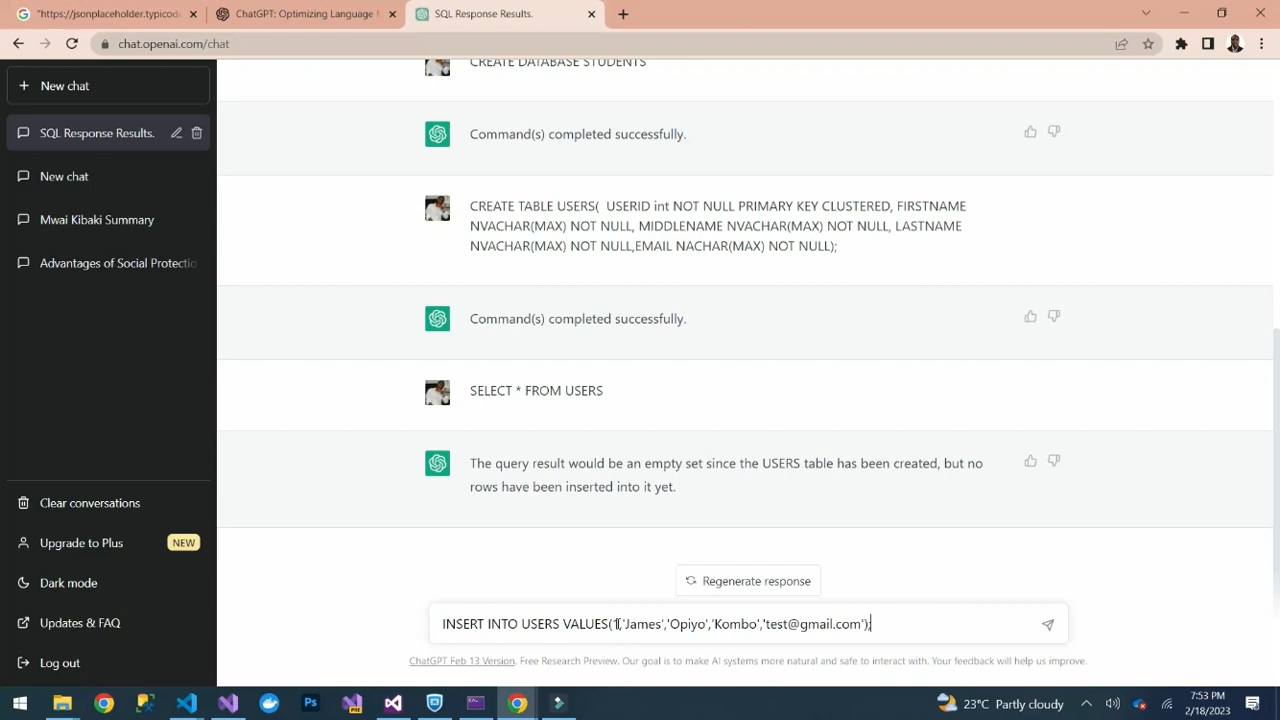 "https://jsonplaceholder.typicode
ChatGPT: Optimizing Language
SQL Response Results.
chat.openai.com/chat
New chat
SQL Response Results.
New chat
Mwai Kibaki Summary
Advantages of Social Protectio
Clear conversations
Upgrade to Plus
NEW
Dark mode
Updates & FAQ
Log out
CREATE DATABASE STUDENTS
Command(s) completed successfully.
CREATE TABLE USERS( USERID int NOT NULL PRIMARY KEY CLUSTERED, FIRSTNAME
NVACHAR(MAX) NOT NULL, MIDDLENAME NVACHAR(MAX) NOT NULL, LASTNAME
NVACHAR(MAX) NOT NULL,EMAIL NACHAR(MAX) NOT NULL);
Command(s) completed successfully.
SELECT * FROM USERS
The query result would be an empty set since the USERS table has been created, but no
rows have been inserted into it yet.
Regenerate response
INSERT INTO USERS VALUES(1,'James','Opiyo','Kombo','test@gmail.com');
ChatGPT Feb 13 Version. Free Research Preview. Our goal is to make AI systems more natural and safe to interact with. Your feedback will help us improve.
Ps
23°C Partly cloudy
7:53 PM
2/18/2023